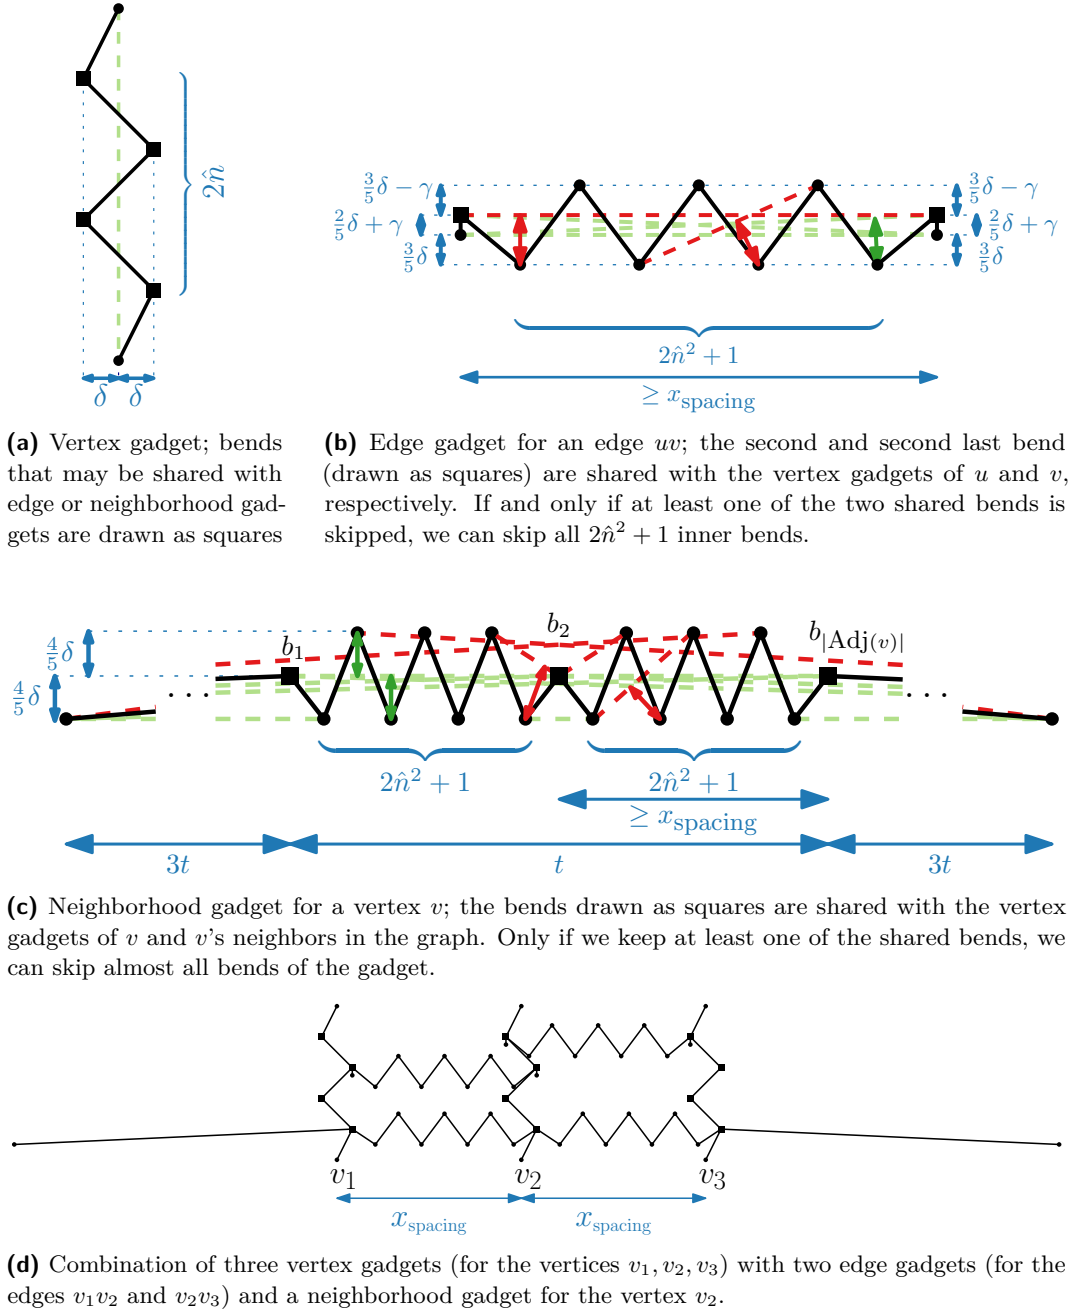 2n̂
δ δ
3/5δ − γ
2/5δ + γ
3/5δ
3/5δ − γ
2/5δ + γ
3/5δ
2n̂² + 1
≥ x_spacing
(a) Vertex gadget; bends
that may be shared with
edge or neighborhood gad-
gets are drawn as squares
(b) Edge gadget for an edge uv; the second and second last bend
(drawn as squares) are shared with the vertex gadgets of u and v,
respectively. If and only if at least one of the two shared bends is
skipped, we can skip all 2n̂² + 1 inner bends.
4/5δ
4/5δ
b₁
b₂
b_|Adj(v)|
· · ·
· · ·
2n̂² + 1
2n̂² + 1
≥ x_spacing
3t t 3t
(c) Neighborhood gadget for a vertex v; the bends drawn as squares are shared with the vertex
gadgets of v and v's neighbors in the graph. Only if we keep at least one of the shared bends, we
can skip almost all bends of the gadget.
v₁ v₂ v₃
x_spacing x_spacing
(d) Combination of three vertex gadgets (for the vertices v₁, v₂, v₃) with two edge gadgets (for the
edges v₁v₂ and v₂v₃) and a neighborhood gadget for the vertex v₂.